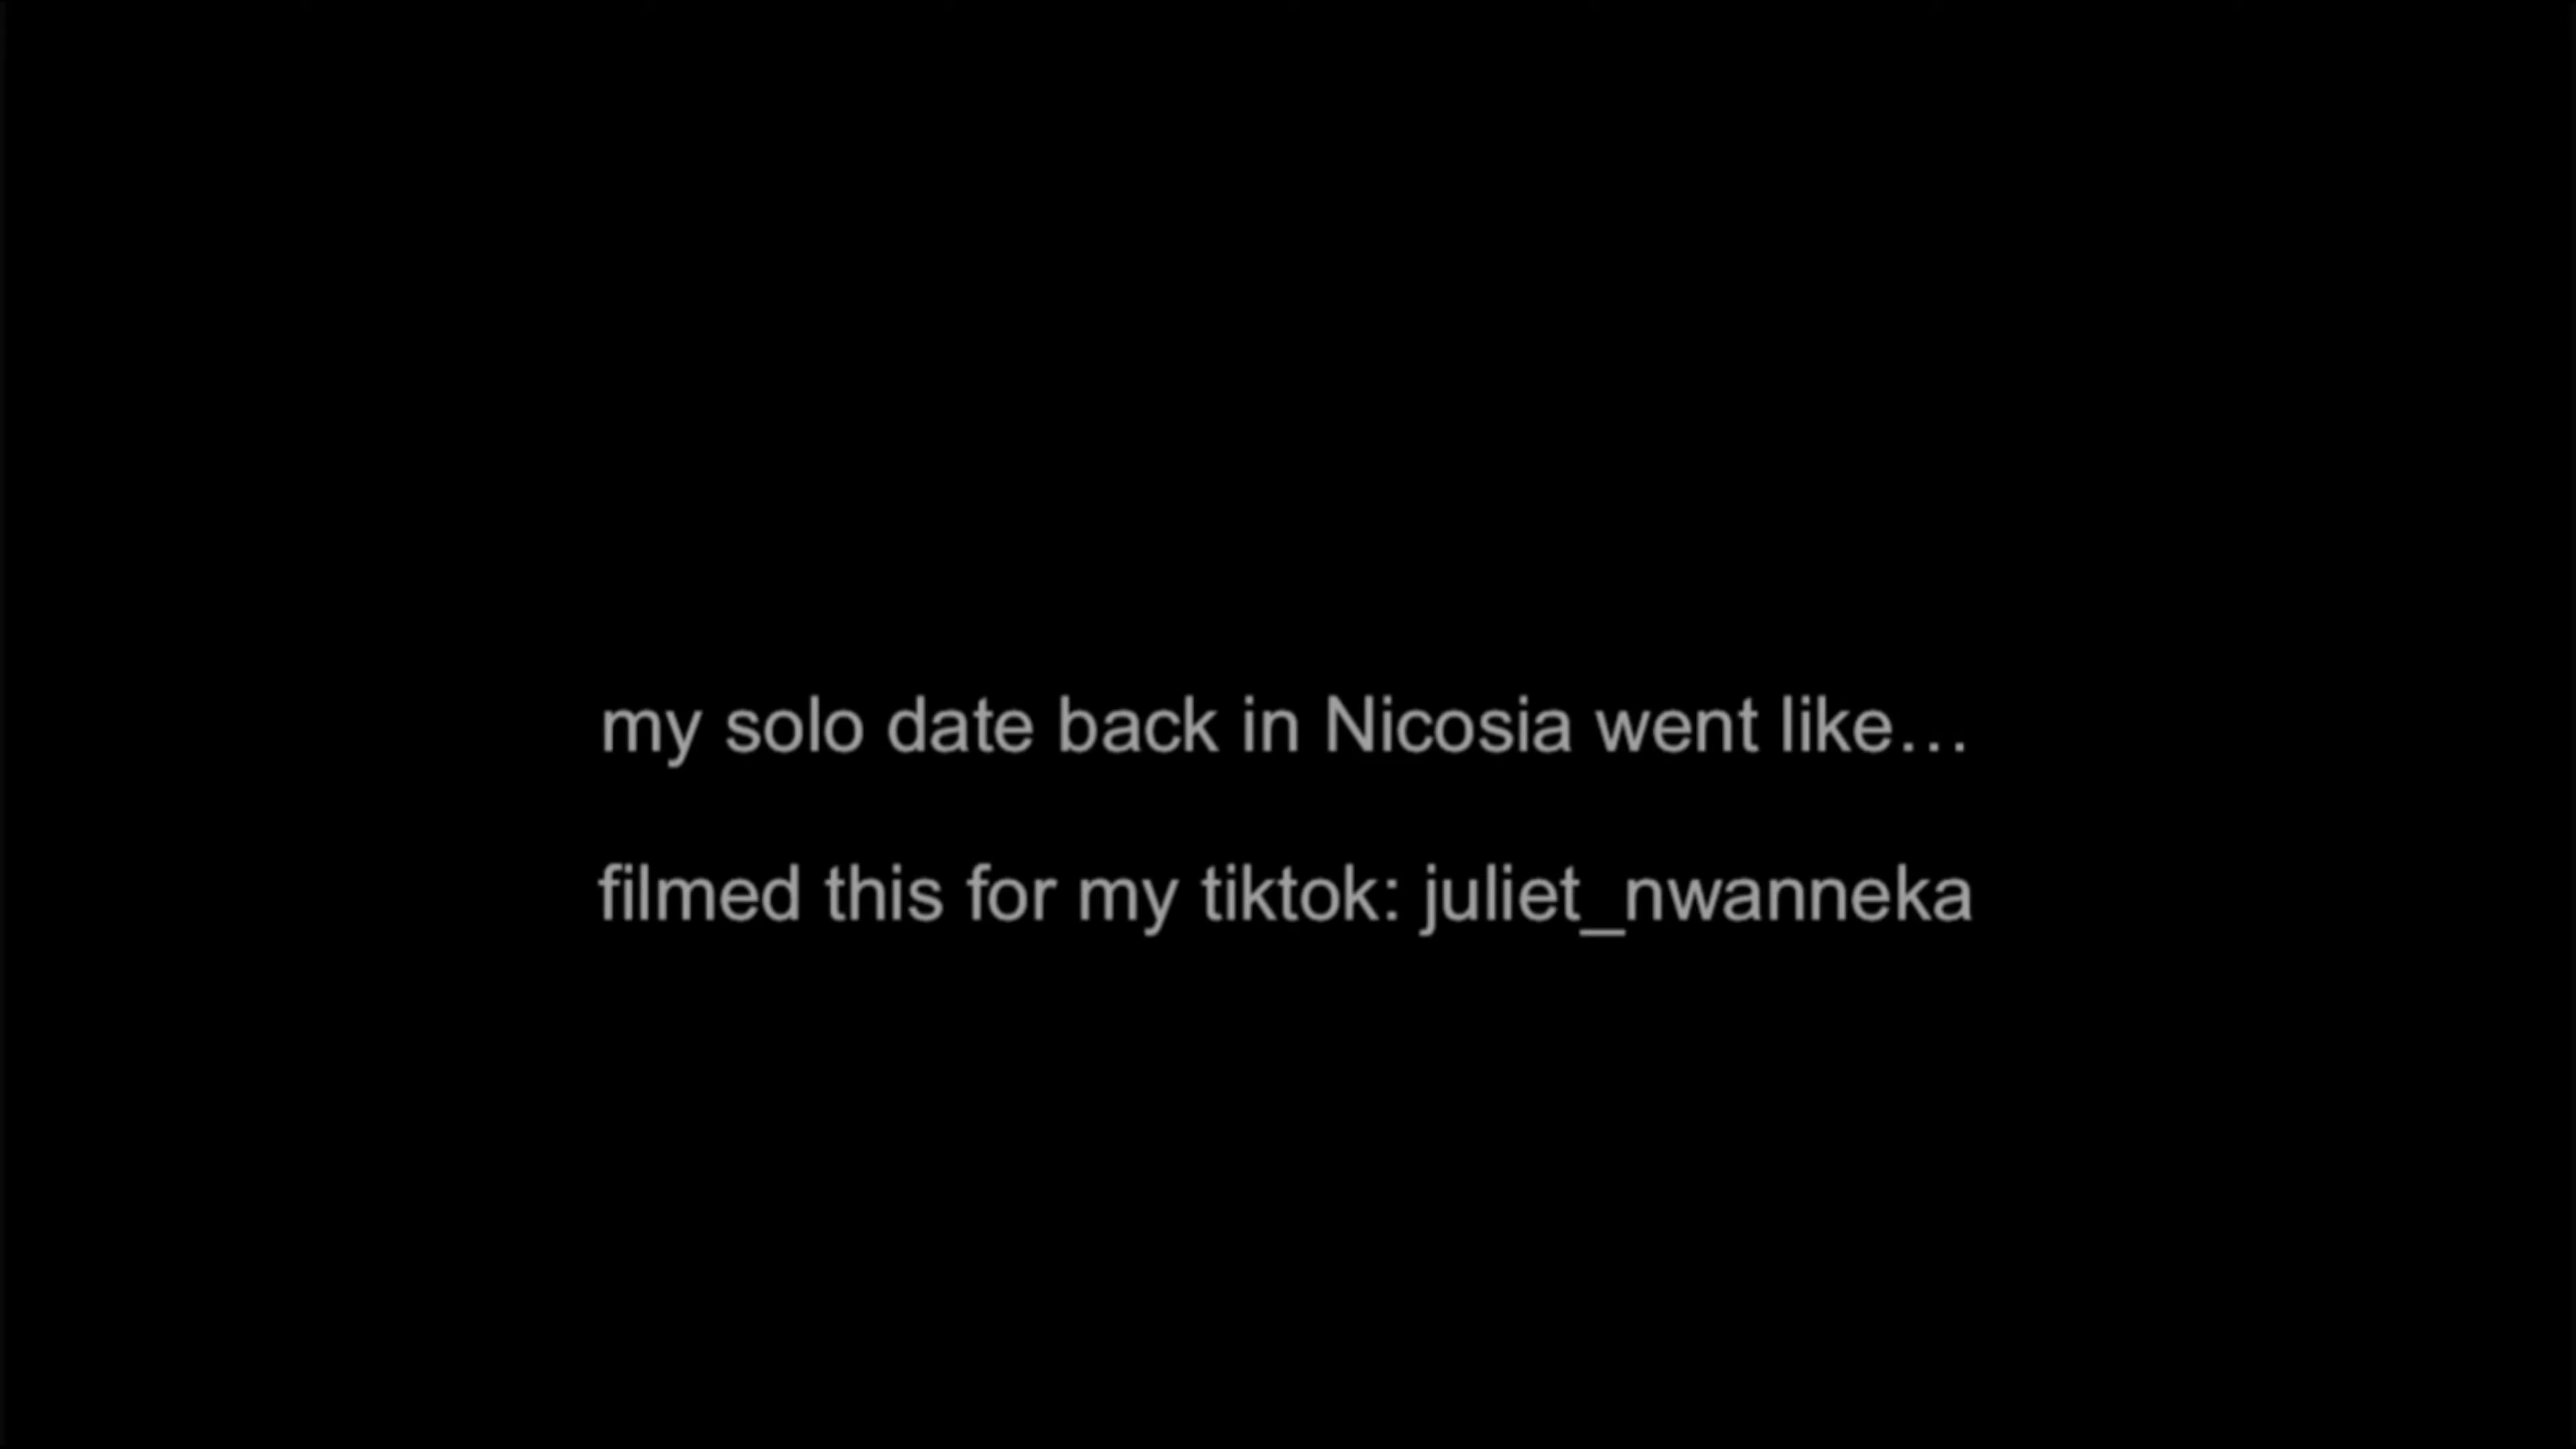 my solo date back in Nicosia went like…
filmed this for my tiktok: juliet_nwanneka